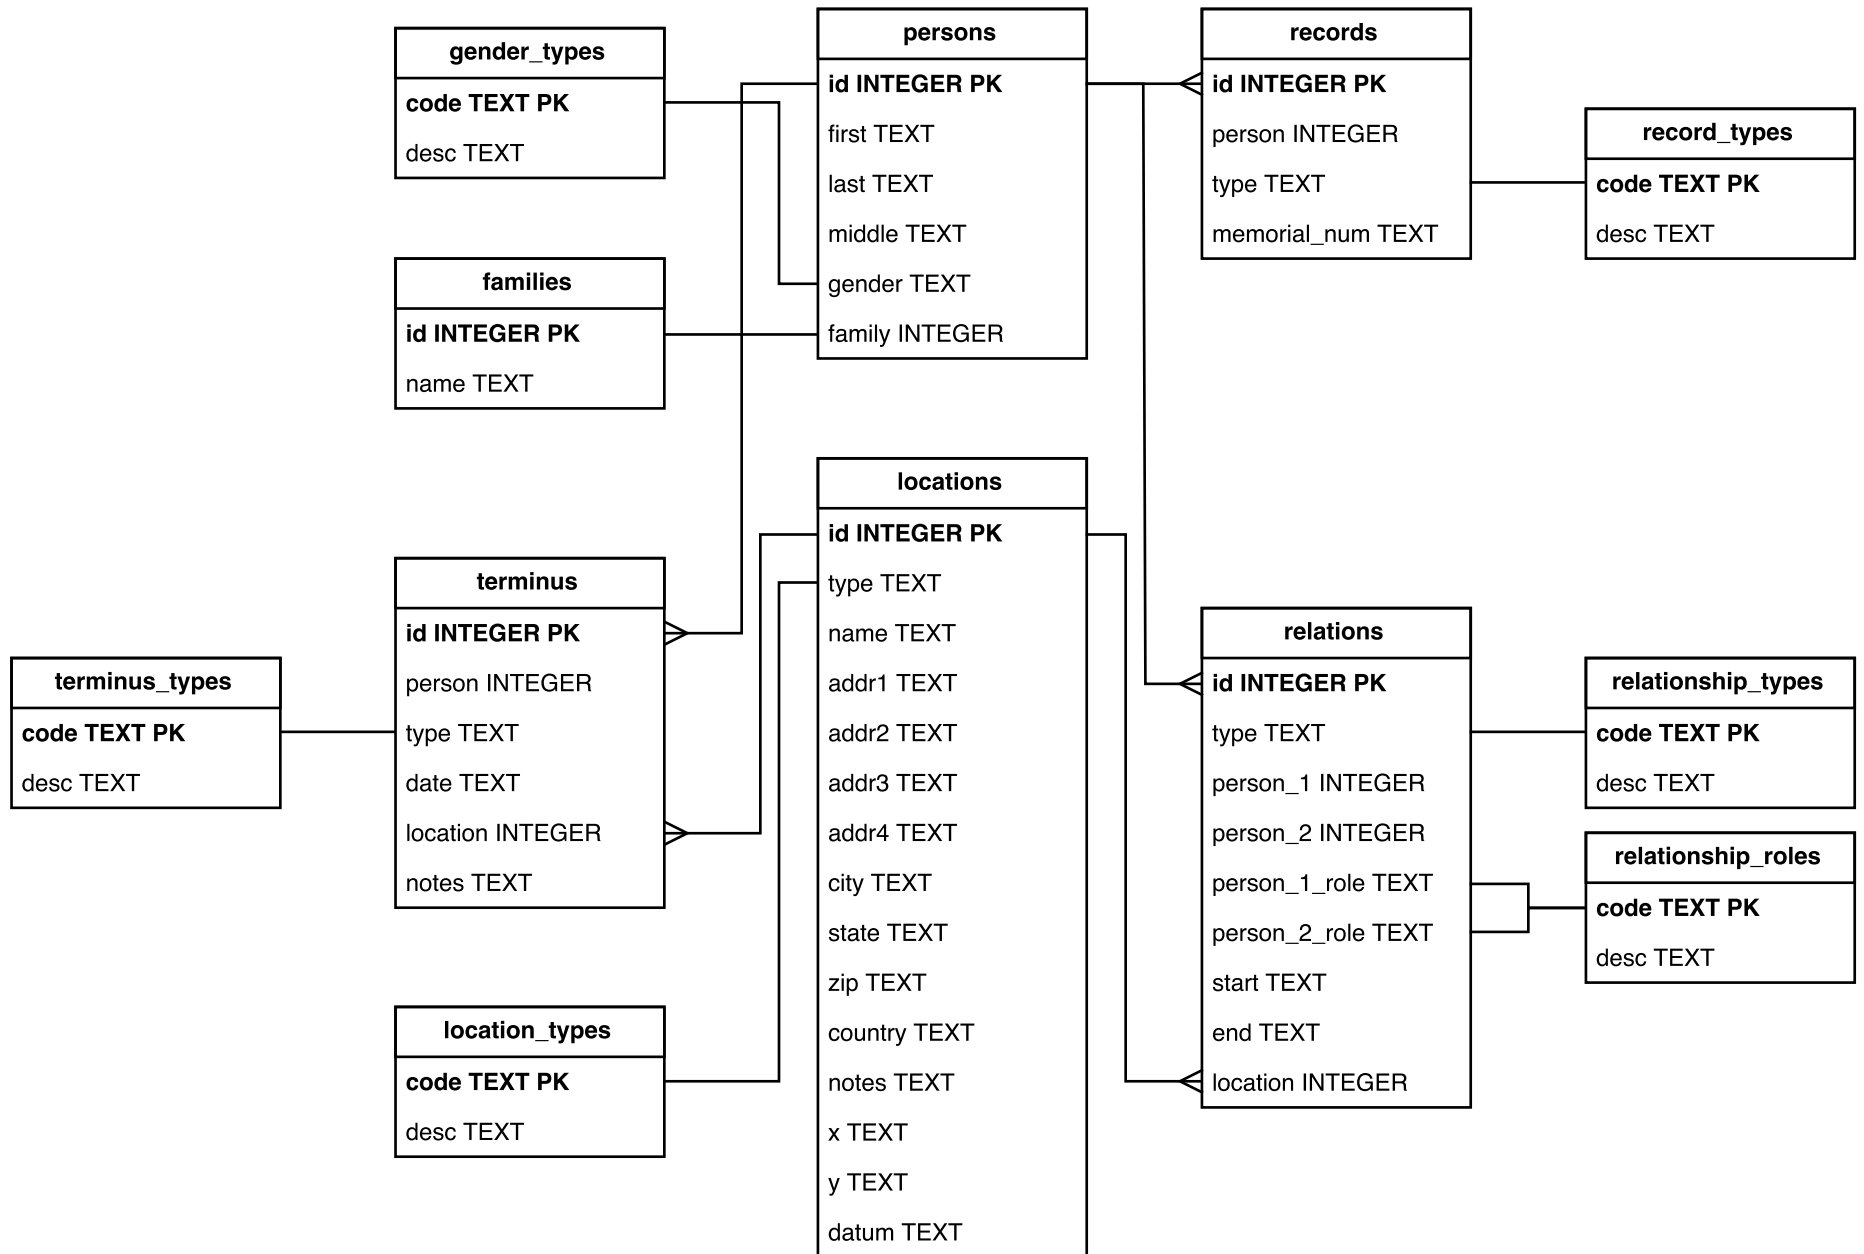 gender_types
code TEXT PK
desc TEXT
families
id INTEGER PK
name TEXT
persons
id INTEGER PK
first TEXT
last TEXT
middle TEXT
gender TEXT
family INTEGER
records
id INTEGER PK
person INTEGER
type TEXT
memorial_num TEXT
record_types
code TEXT PK
desc TEXT
terminus_types
code TEXT PK
desc TEXT
terminus
id INTEGER PK
person INTEGER
type TEXT
date TEXT
location INTEGER
notes TEXT
location_types
code TEXT PK
desc TEXT
locations
id INTEGER PK
type TEXT
name TEXT
addr1 TEXT
addr2 TEXT
addr3 TEXT
addr4 TEXT
city TEXT
state TEXT
zip TEXT
country TEXT
notes TEXT
x TEXT
y TEXT
datum TEXT
relations
id INTEGER PK
type TEXT
person_1 INTEGER
person_2 INTEGER
person_1_role TEXT
person_2_role TEXT
start TEXT
end TEXT
location INTEGER
relationship_types
code TEXT PK
desc TEXT
relationship_roles
code TEXT PK
desc TEXT